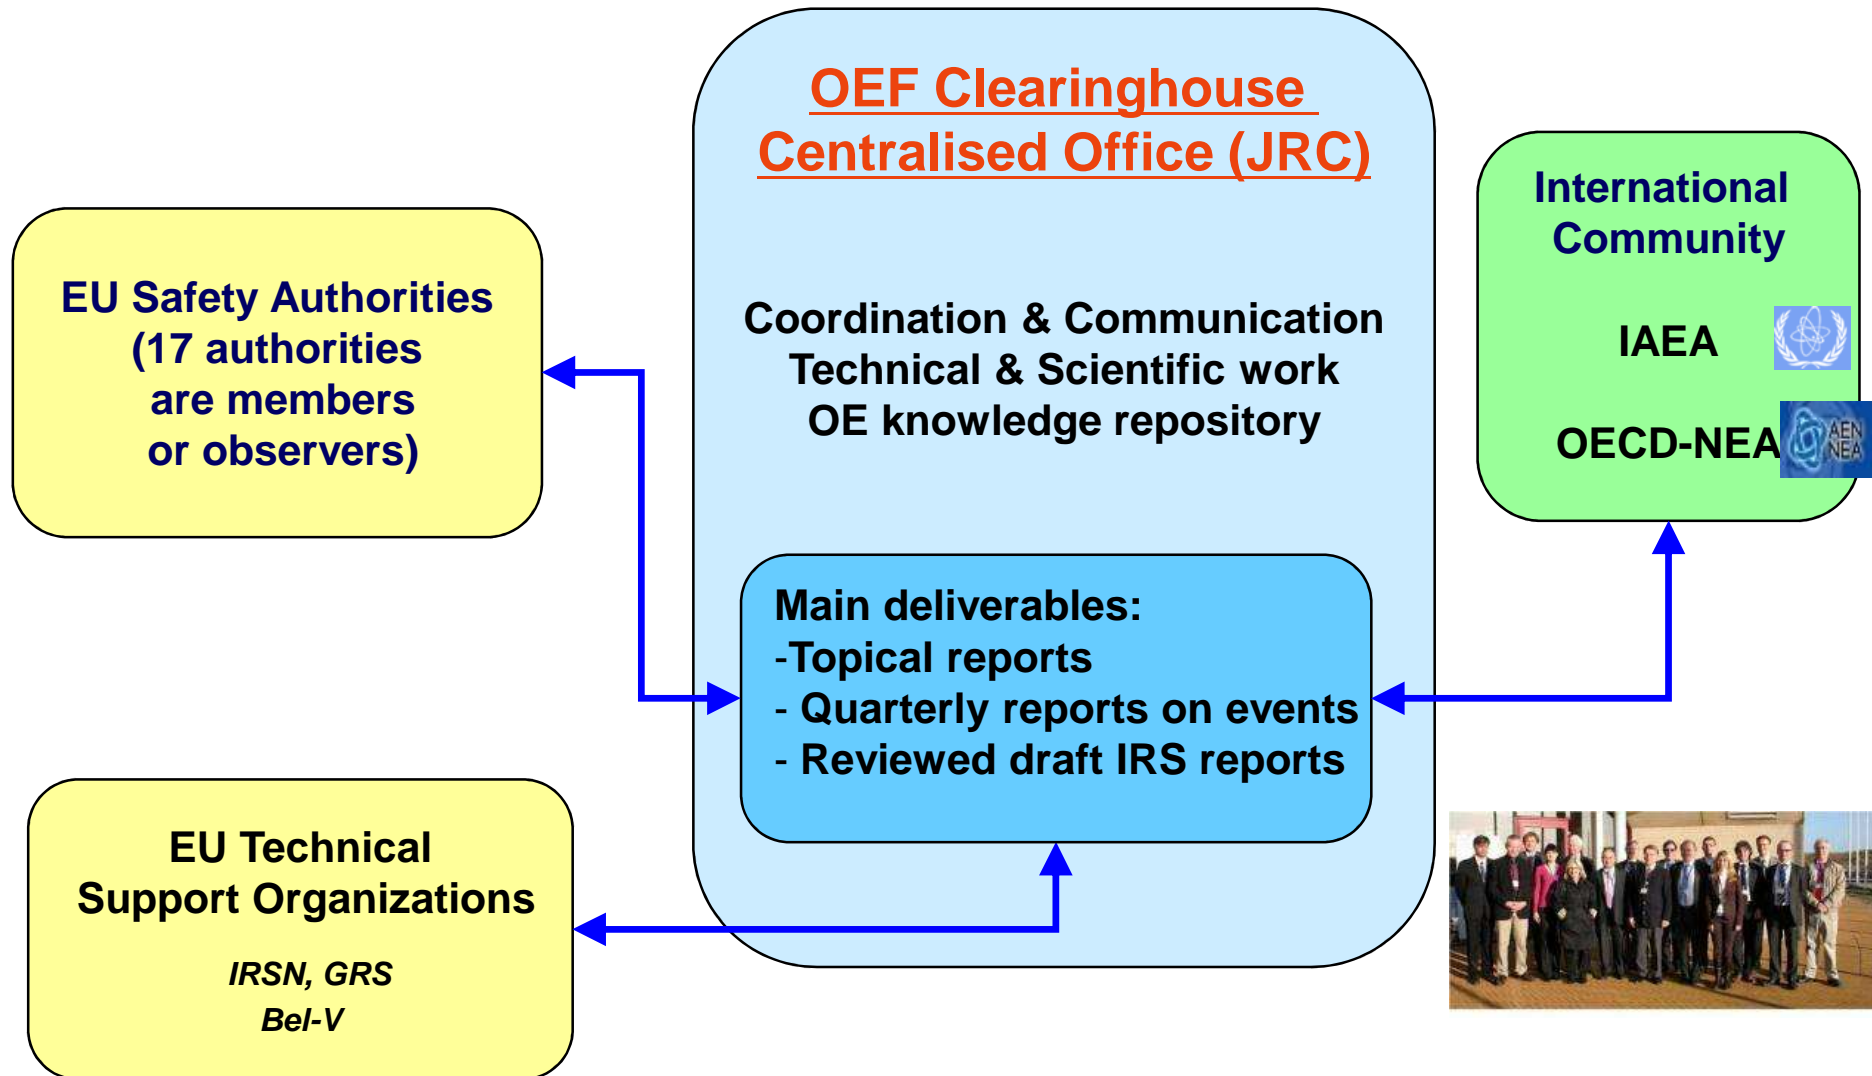 OEF Clearinghouse
Centralised Office (JRC)
Coordination & Communication
Technical & Scientific work
OE knowledge repository
Main deliverables:
-Topical reports
- Quarterly reports on events
- Reviewed draft IRS reports
EU Safety Authorities
(17 authorities
are members
or observers)
EU Technical
Support Organizations
IRSN, GRS
Bel-V
International
Community
IAEA
OECD-NEA
AEN
NEA